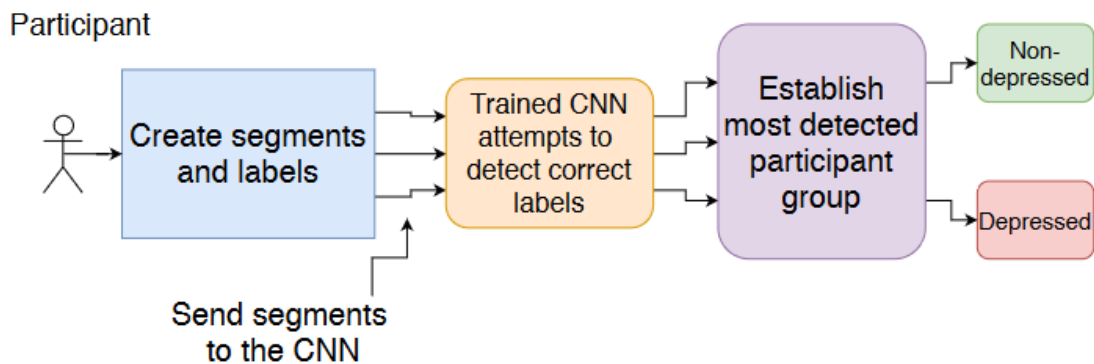 Participant
Create segments
and labels
Send segments
to the CNN
Trained CNN
attempts to
detect correct
labels
Establish
most detected
participant
group
Non-
depressed
Depressed